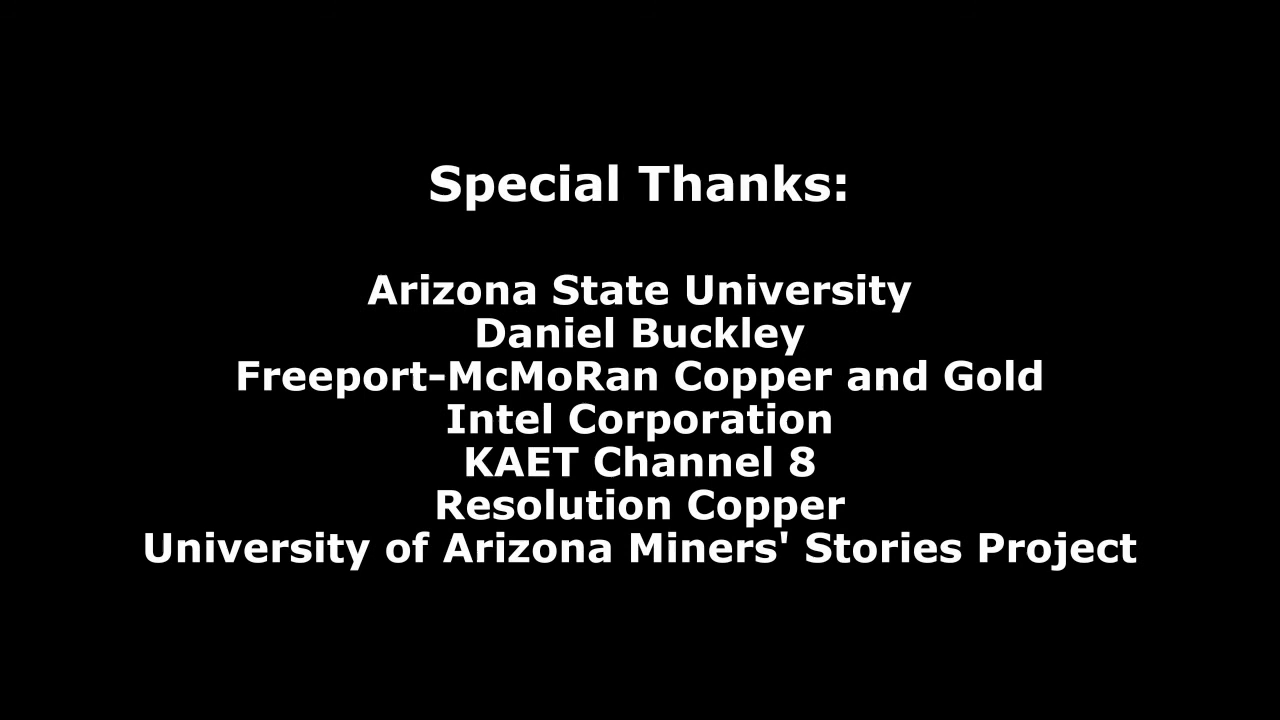 Special Thanks:
Arizona State University
Daniel Buckley
Freeport-McMoRan Copper and Gold
Intel Corporation
KAET Channel 8
Resolution Copper
University of Arizona Miners' Stories Project